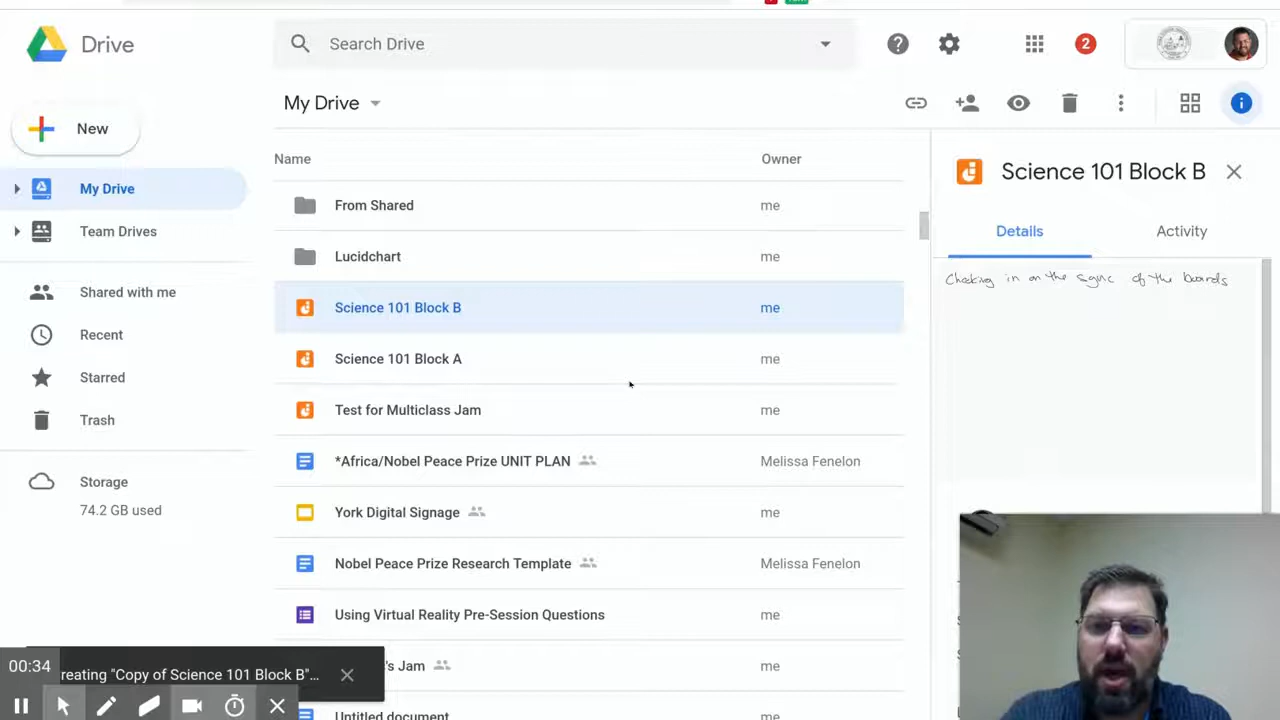 Drive
Search Drive
2
New
My Drive
Name
Owner
My Drive
Team Drives
Shared with me
Recent
Starred
Trash
Storage
74.2 GB used
From Shared me
Lucidchart me
Science 101 Block B me
Science 101 Block A me
Test for Multiclass Jam me
*Africa/Nobel Peace Prize UNIT PLAN Melissa Fenelon
York Digital Signage me
Nobel Peace Prize Research Template Melissa Fenelon
Using Virtual Reality Pre-Session Questions me
's Jam me
Untitled document me
Science 101 Block B
Details Activity
Checking in on the sync of the boards
00:34
reating "Copy of Science 101 Block B"...